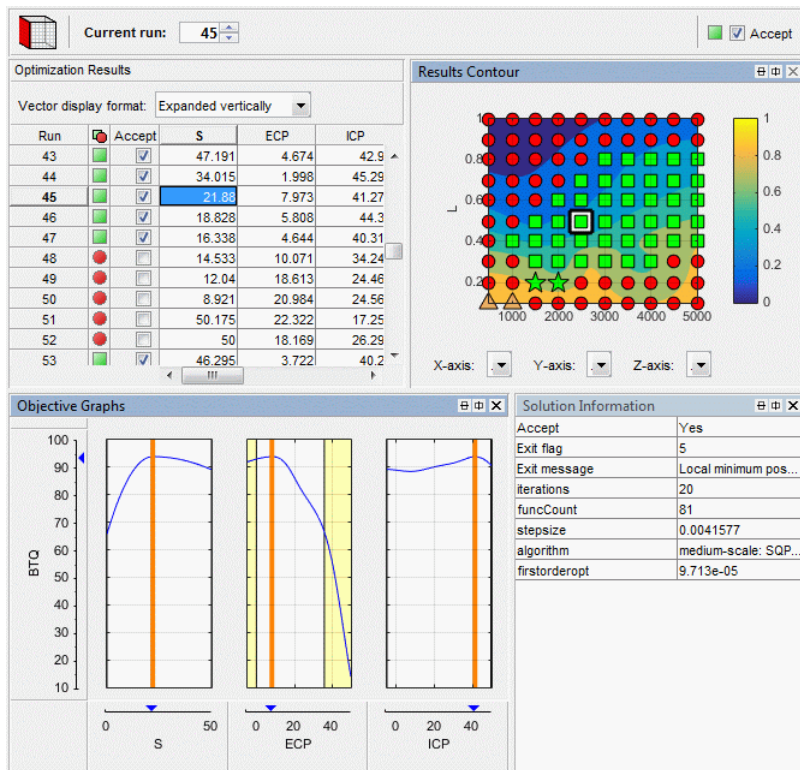 Current run: 45 Accept
Optimization Results
Vector display format: Expanded vertically
Run Accept S ECP ICP
43 47.191 4.674 42.9
44 34.015 1.998 45.29
45 21.88 7.973 41.27
46 18.828 5.808 44.3
47 16.338 4.644 40.31
48 14.533 10.071 34.24
49 12.04 18.613 24.46
50 8.921 20.984 24.56
51 50.175 22.322 17.25
52 50 18.169 26.29
53 46.295 3.722 40.2
Results Contour
L
1
0.8
0.6
0.4
0.2
1000 2000 3000 4000 5000
1
0.8
0.6
0.4
0.2
0
X-axis: . Y-axis: . Z-axis: .
Objective Graphs
BTQ
100
90
80
70
60
50
40
30
20
10
0 50 0 20 40 0 20 40
S ECP ICP
Solution Information
Accept Yes
Exit flag 5
Exit message Local minimum pos...
iterations 20
funcCount 81
stepsize 0.0041577
algorithm medium-scale: SQP...
firstorderopt 9.713e-05